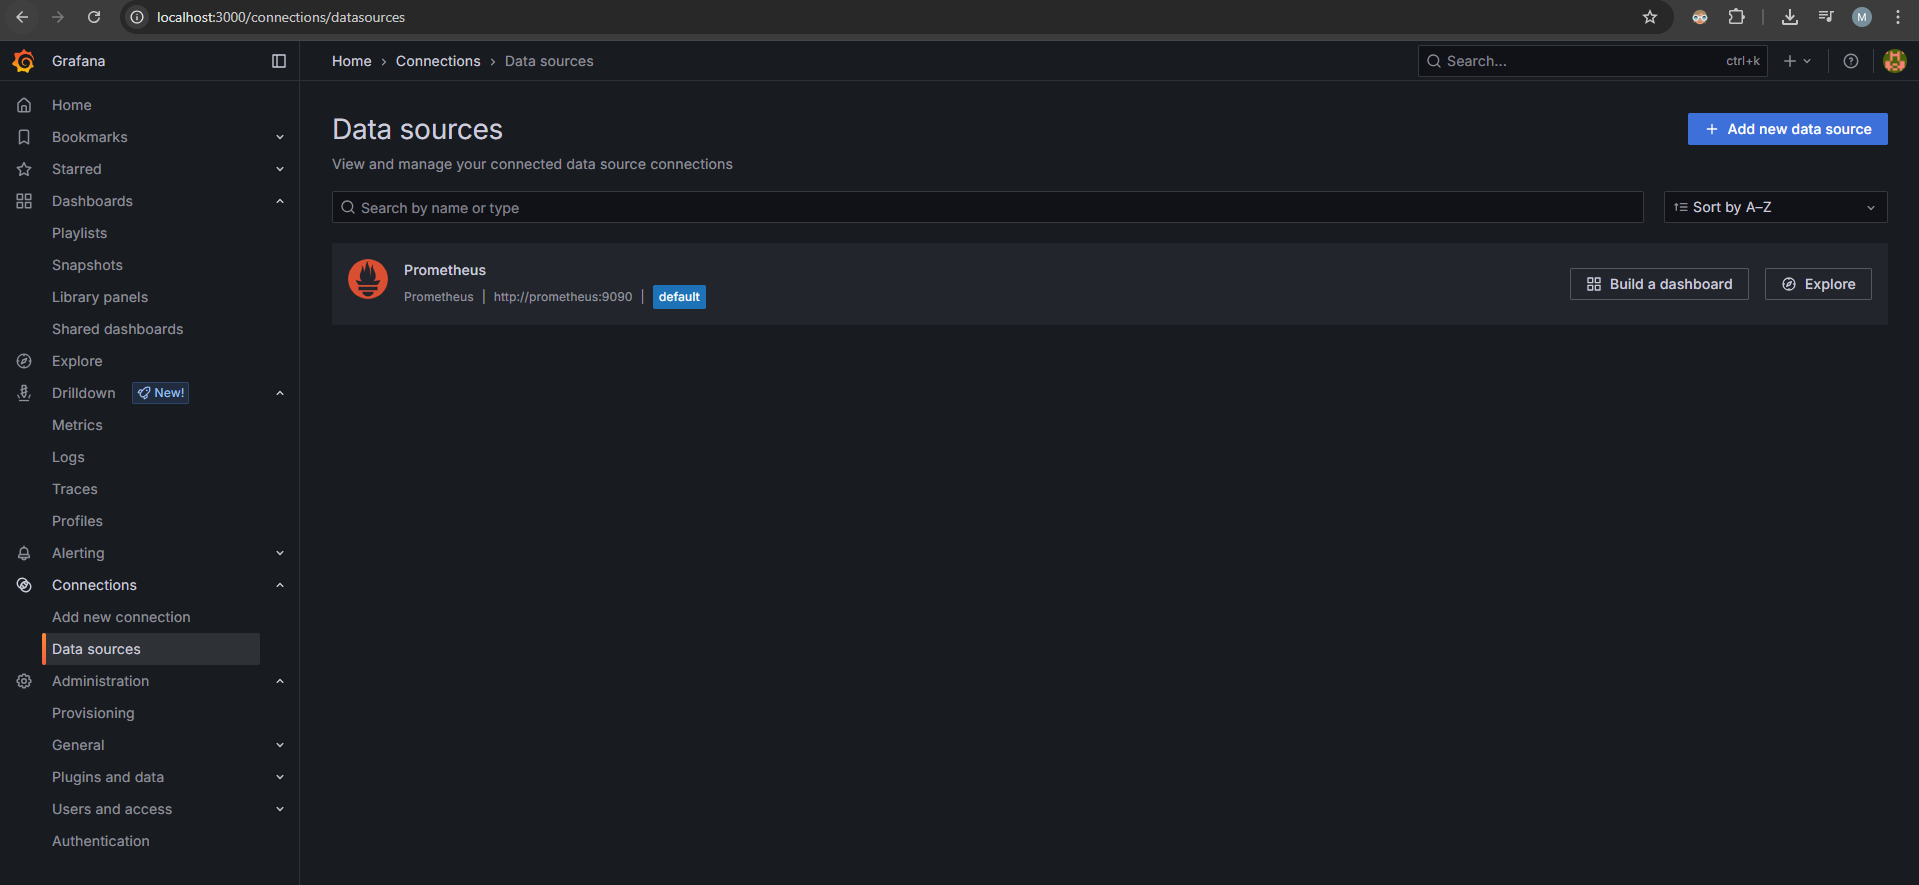 localhost:3000/connections/datasources
M
Grafana
Home › Connections › Data sources
Search... ctrl+k
Home
Bookmarks
Starred
Dashboards
Playlists
Snapshots
Library panels
Shared dashboards
Explore
Drilldown New!
Metrics
Logs
Traces
Profiles
Alerting
Connections
Add new connection
Data sources
Administration
Provisioning
General
Plugins and data
Users and access
Authentication
Data sources
+ Add new data source
View and manage your connected data source connections
Search by name or type
Sort by A–Z
Prometheus
Prometheus | http://prometheus:9090 | default
Build a dashboard
Explore